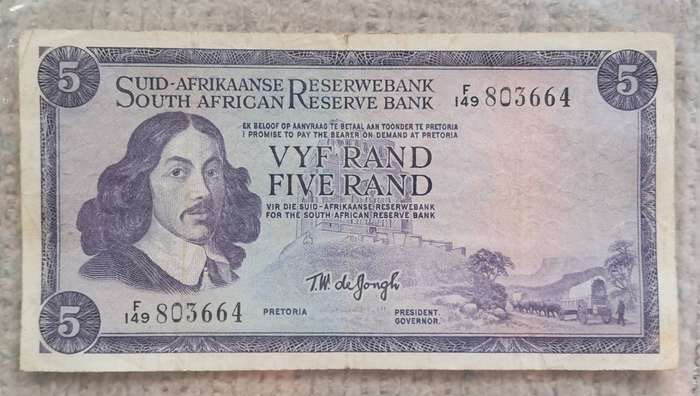 5
5
SUID-AFRIKAANSE RESERWEBANK
SOUTH AFRICAN RESERVE BANK
F/149 803664
EK BELOOF OP AANVRAAG TE BETAAL AAN TOONDER TE PRETORIA
I PROMISE TO PAY THE BEARER ON DEMAND AT PRETORIA
VYF RAND
FIVE RAND
VIR DIE SUID-AFRIKAANSE RESERWEBANK
FOR THE SOUTH AFRICAN RESERVE BANK
T.W. de Jongh
F/149 803664
PRETORIA
PRESIDENT.
GOVERNOR.
5
5